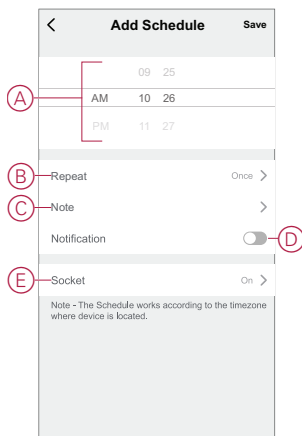 Add Schedule Save
09 25
AM 10 26
PM 11 27
A
B
Repeat Once
C
Note
Notification
D
E
Socket On
Note - The Schedule works according to the timezone
where device is located.